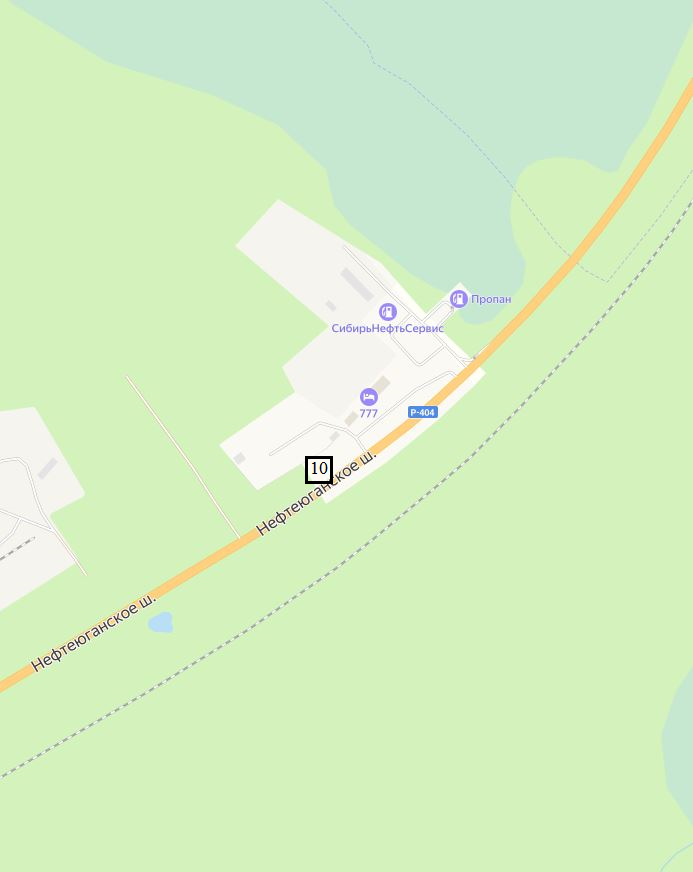 Пропан
СибирьНефтьСервис
777
Р-404
10
Нефтеюганское ш.
Нефтеюганское ш.